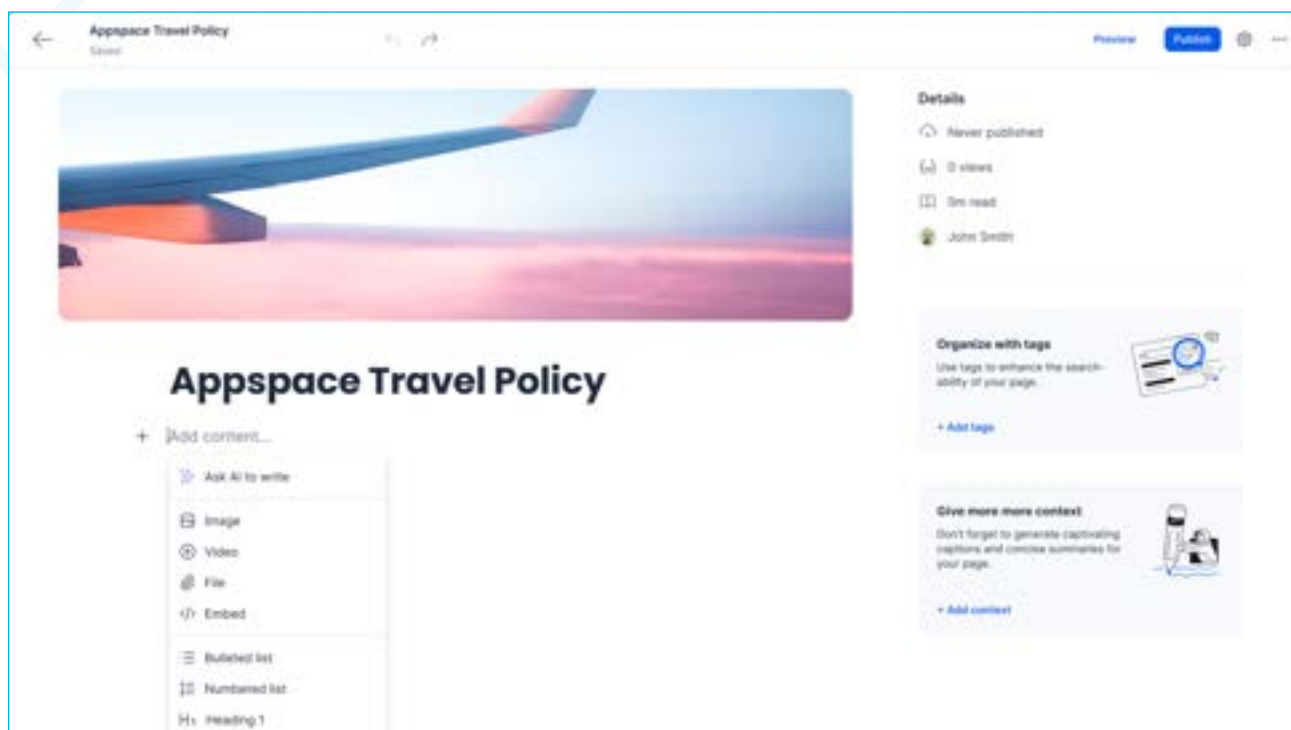 Appspace Travel Policy
Saved
Preview
Publish
Appspace Travel Policy
Add content...
Ask AI to write
Image
Video
File
Embed
Bulleted list
Numbered list
H1 Heading 1
Details
Never published
0 views
0m read
John Smith
Organize with tags
Use tags to enhance the search-
ability of your page.
+ Add tags
Give more more context
Don't forget to generate captivating
captions and concise summaries for
your page.
+ Add context